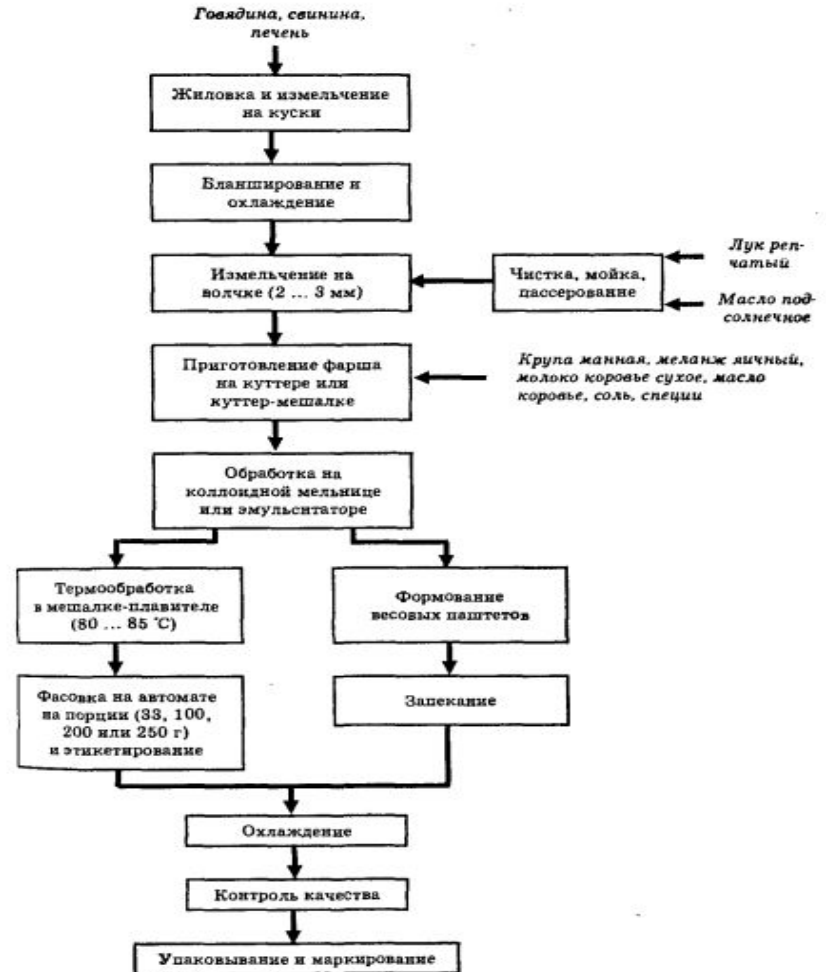 Говядина, свинина,
печень
Жиловка и измельчение
на куски
Бланширование и
охлаждение
Измельчение на
волчке (2 ... 3 мм)
Чистка, мойка,
пассерование
Лук реп-
чатый
Масло под-
солнечное
Приготовление фарша
на куттере или
куттер-мешалке
Крупа манная, меланж яичный,
молоко коровье сухое, масло
коровье, соль, специи
Обработка на
коллоидной мельнице
или эмульситаторе
Термообработка
в мешалке-плавителе
(80 ... 85 °С)
Формование
весовых паштетов
Фасовка на автомате
на порции (33, 100,
200 или 250 г)
и этикетирование
Запекание
Охлаждение
Контроль качества
Упаковывание и маркирование